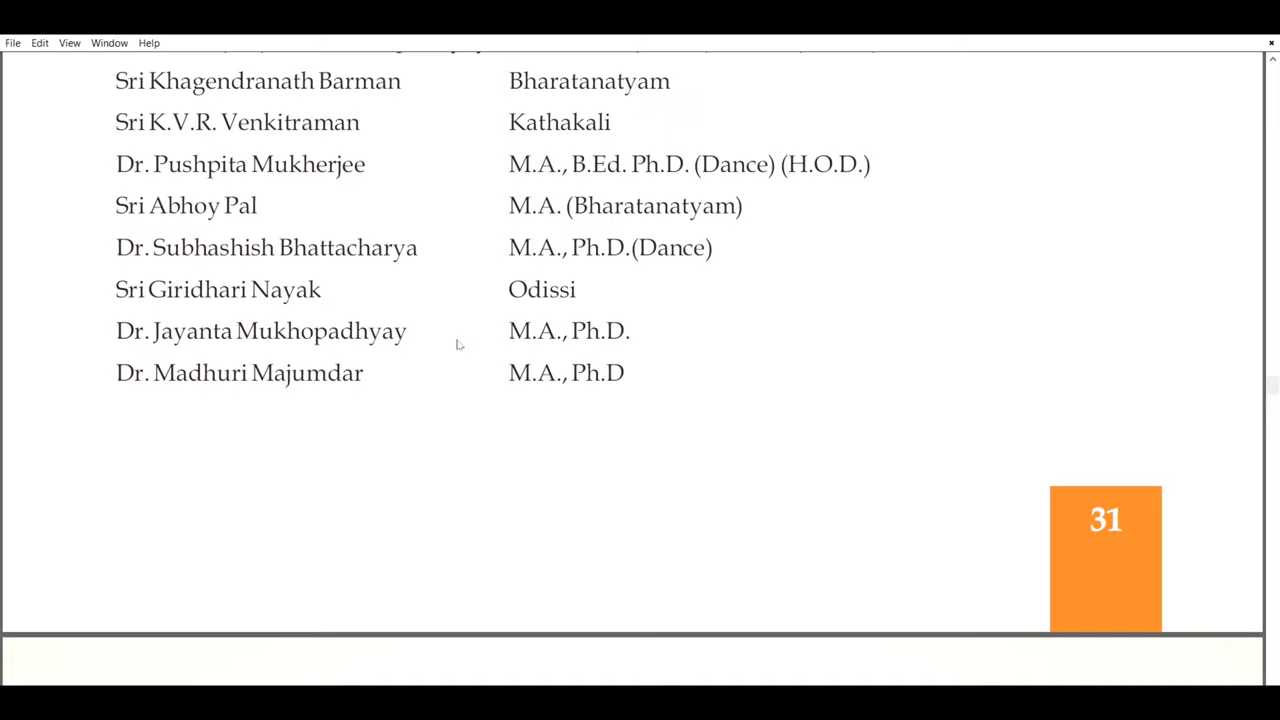 File Edit View Window Help
Sri Khagendranath Barman Bharatanatyam
Sri K.V.R. Venkitraman Kathakali
Dr. Pushpita Mukherjee M.A., B.Ed. Ph.D. (Dance) (H.O.D.)
Sri Abhoy Pal M.A. (Bharatanatyam)
Dr. Subhashish Bhattacharya M.A., Ph.D.(Dance)
Sri Giridhari Nayak Odissi
Dr. Jayanta Mukhopadhyay M.A., Ph.D.
Dr. Madhuri Majumdar M.A., Ph.D
31